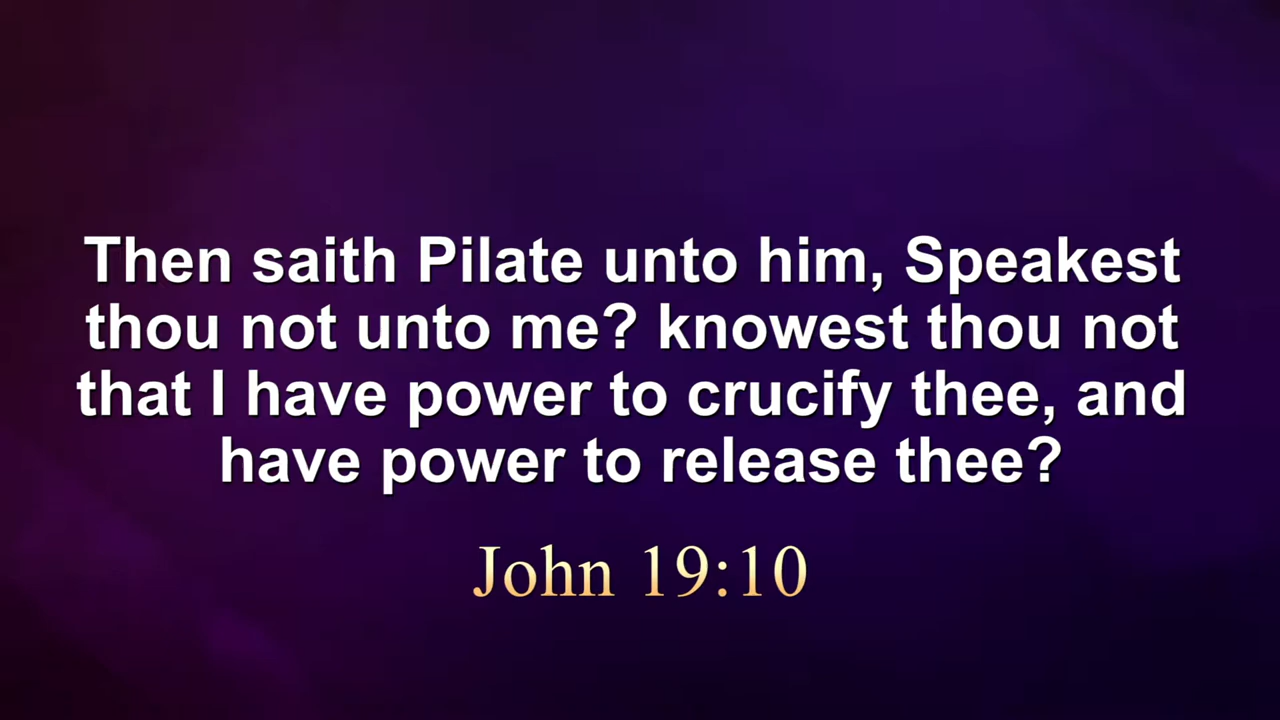 Then saith Pilate unto him, Speakest
thou not unto me? knowest thou not
that I have power to crucify thee, and
have power to release thee?
John 19:10